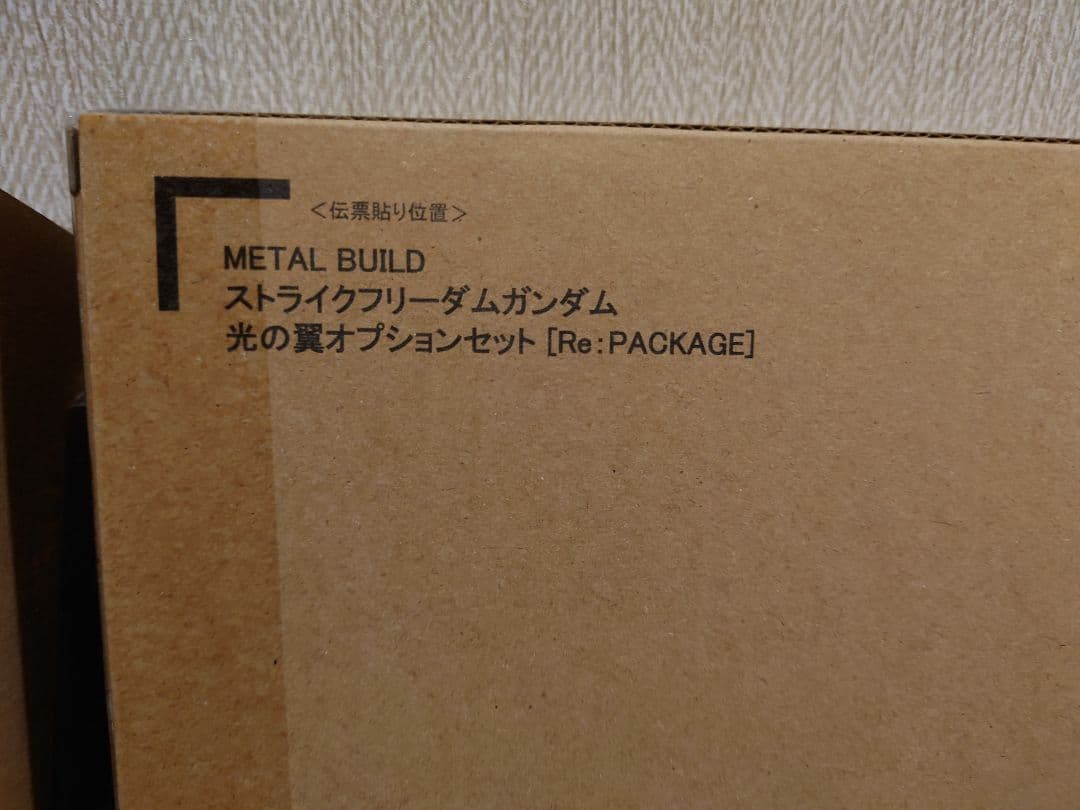 ＜伝票貼り位置＞
METAL BUILD
ストライクフリーダムガンダム
光の翼オプションセット [Re:PACKAGE]